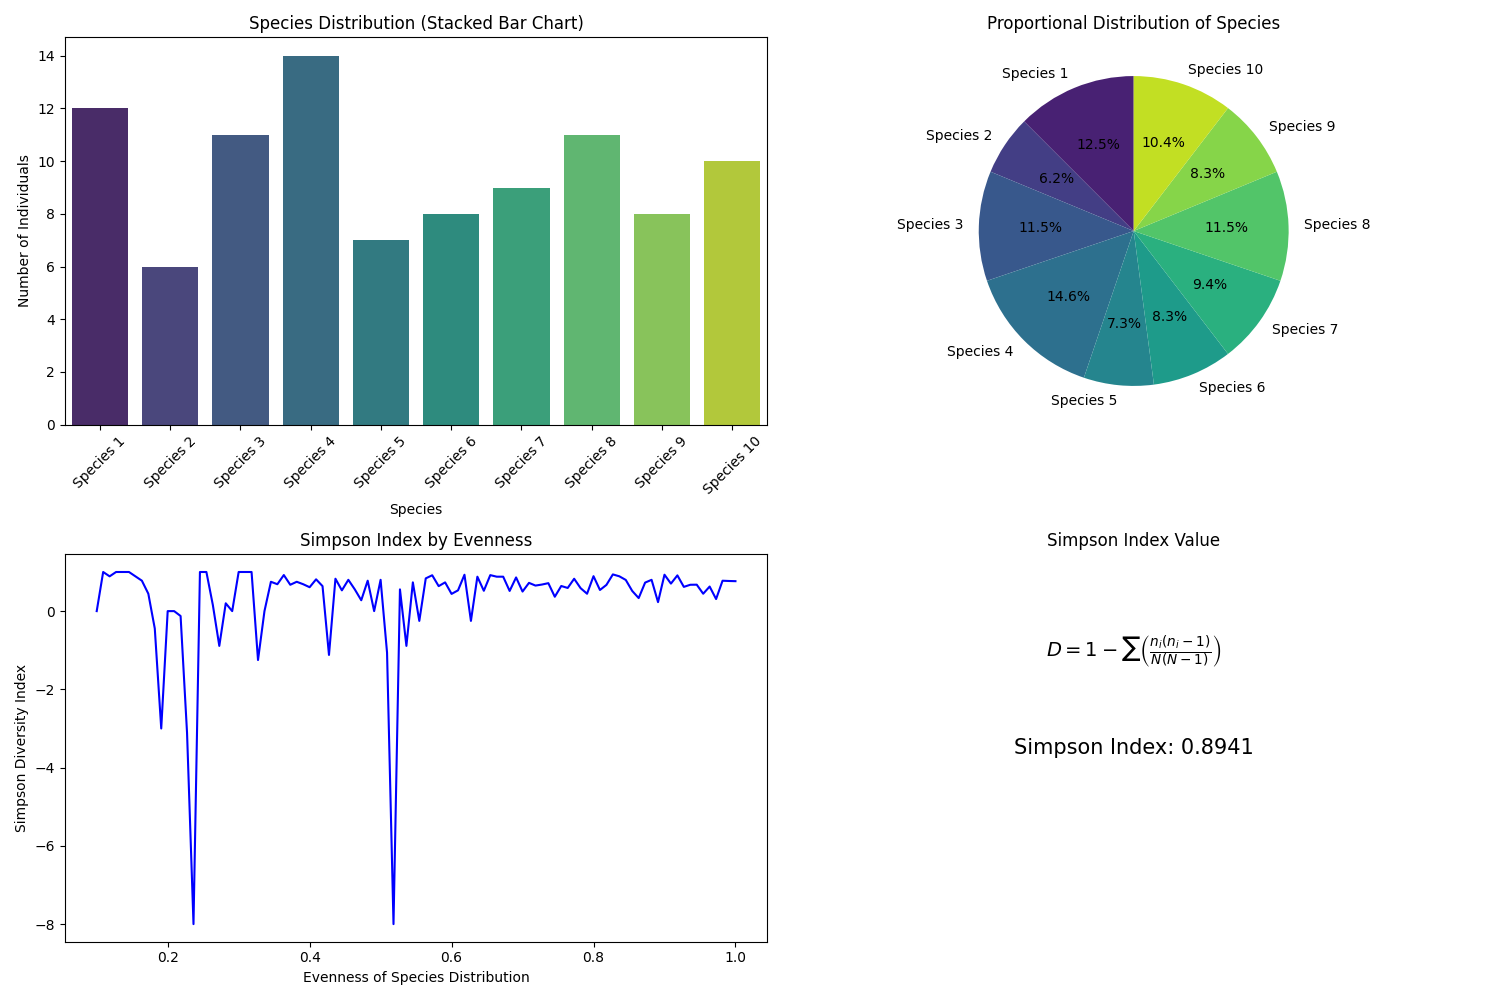 Species Distribution (Stacked Bar Chart)
Number of Individuals
14
12
10
8
6
4
2
0
Species 1
Species 2
Species 3
Species 4
Species 5
Species 6
Species 7
Species 8
Species 9
Species 10
Species
Proportional Distribution of Species
Species 1
Species 2
Species 3
Species 4
Species 5
Species 6
Species 7
Species 8
Species 9
Species 10
12.5%
6.2%
11.5%
14.6%
7.3%
8.3%
9.4%
11.5%
8.3%
10.4%
Simpson Index by Evenness
Simpson Diversity Index
0
−2
−4
−6
−8
0.2
0.4
0.6
0.8
1.0
Evenness of Species Distribution
Simpson Index Value
D = 1 − ∑(nᵢ(nᵢ − 1)/N(N − 1))
Simpson Index: 0.8941